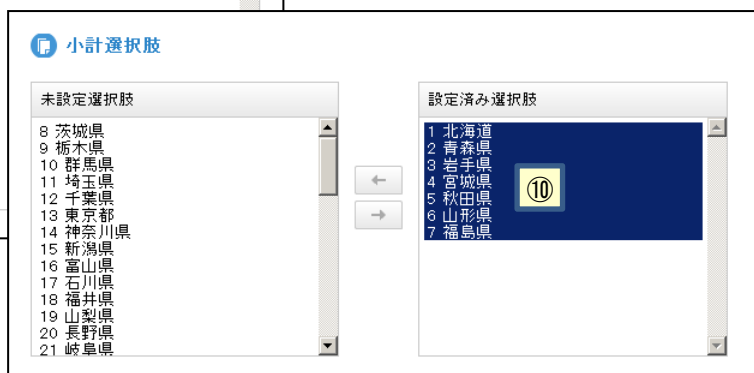 小計選択肢
未設定選択肢
8 茨城県
9 栃木県
10 群馬県
11 埼玉県
12 千葉県
13 東京都
14 神奈川県
15 新潟県
16 富山県
17 石川県
18 福井県
19 山梨県
20 長野県
21 岐阜県
←
→
設定済み選択肢
1 北海道
2 青森県
3 岩手県
4 宮城県
5 秋田県
6 山形県
7 福島県
⑩